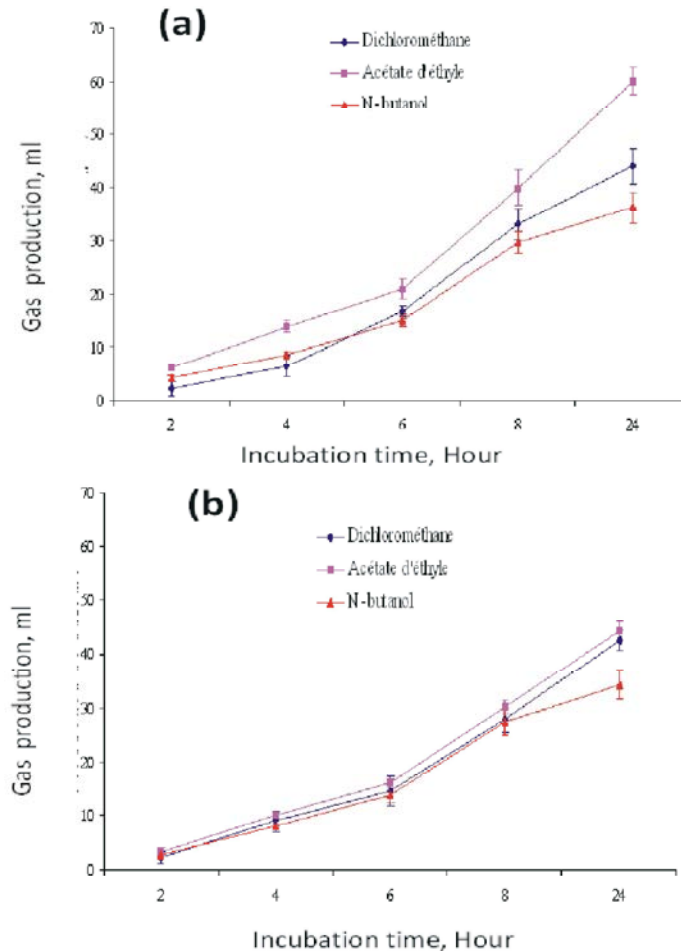 (a)
Dichlorométhane
Acétate d'éthyle
N-butanol
70
60
50
40
30
20
10
0
Gas production, ml
2 4 6 8 24
Incubation time, Hour
(b)
Dichlorométhane
Acétate d'éthyle
N-butanol
70
60
50
40
30
20
10
0
Gas production, ml
2 4 6 8 24
Incubation time, Hour